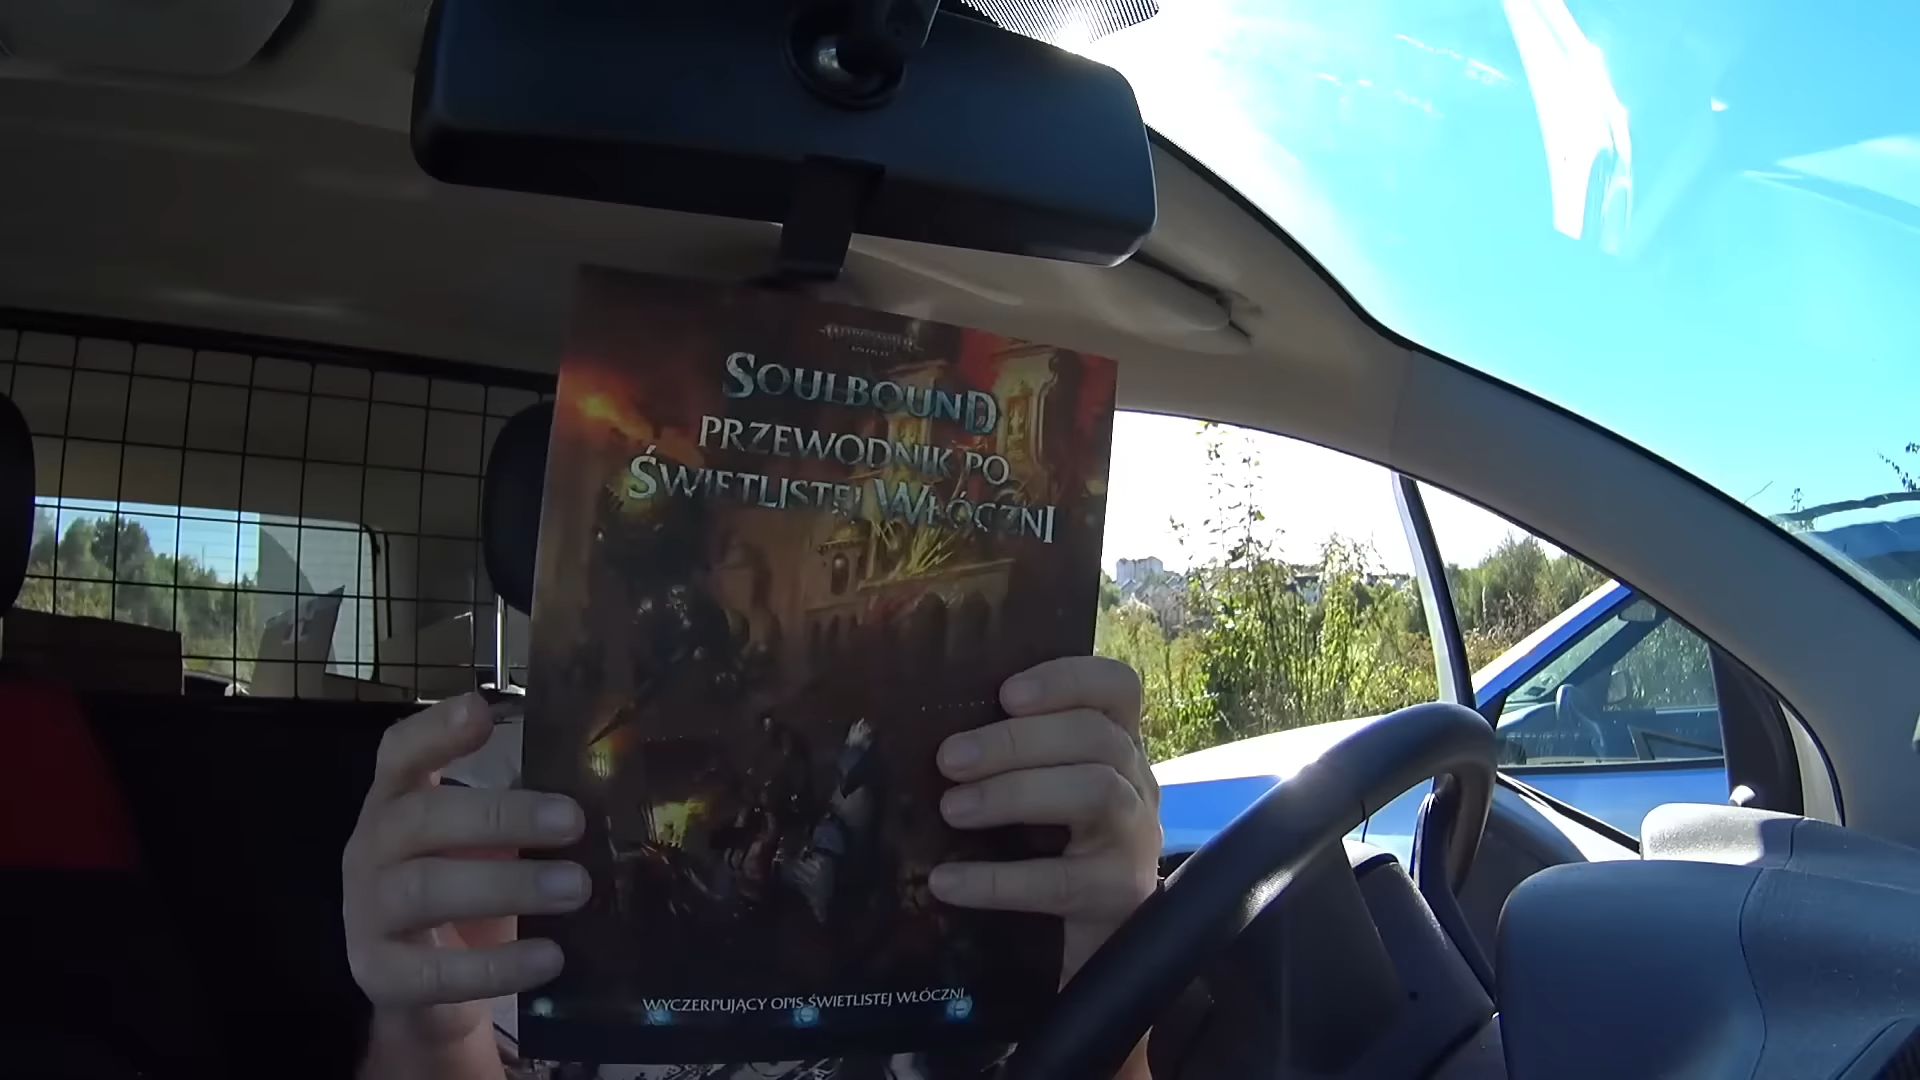 SOULBOUND
PRZEWODNIK PO
ŚWIETLISTEJ WŁÓCZNI
WYCZERPUJĄCY OPIS ŚWIETLISTEJ WŁÓCZNI